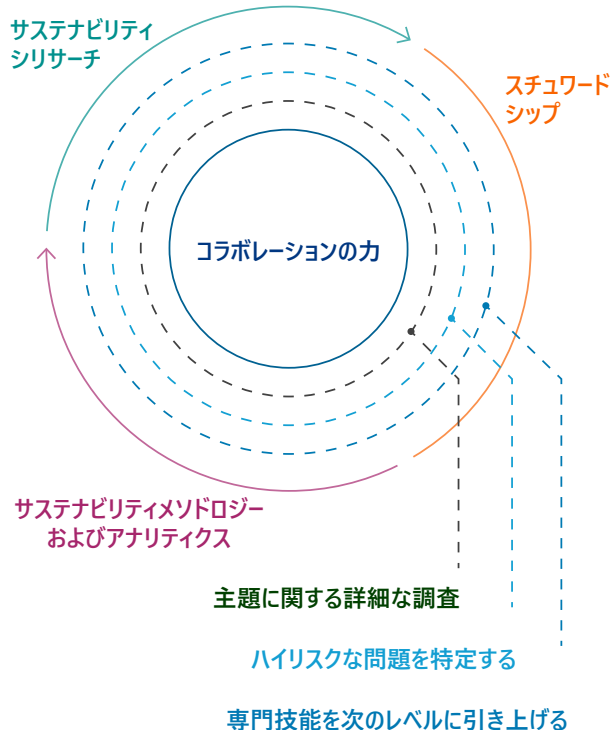 サステナビリティ
シリサーチ
スチュワード
シップ
コラボレーションの力
サステナビリティメソドロジー
およびアナリティクス
主題に関する詳細な調査
ハイリスクな問題を特定する
専門技能を次のレベルに引き上げる